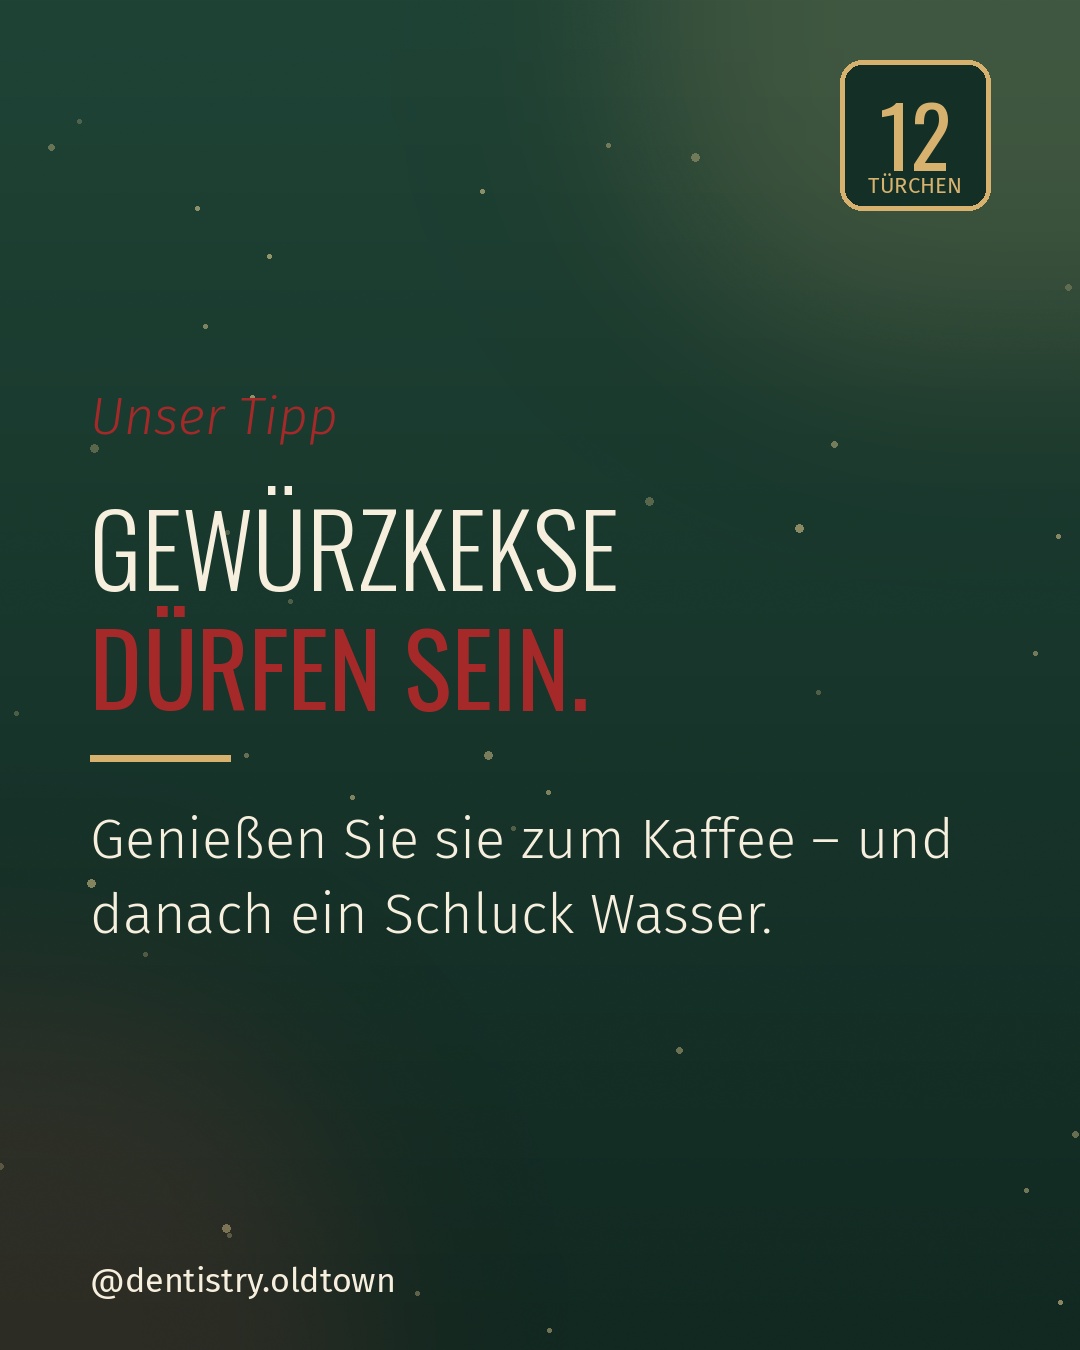 12
TÜRCHEN
Unser Tipp
GEWÜRZKEKSE
DÜRFEN SEIN.
Genießen Sie sie zum Kaffee – und
danach ein Schluck Wasser.
@dentistry.oldtown